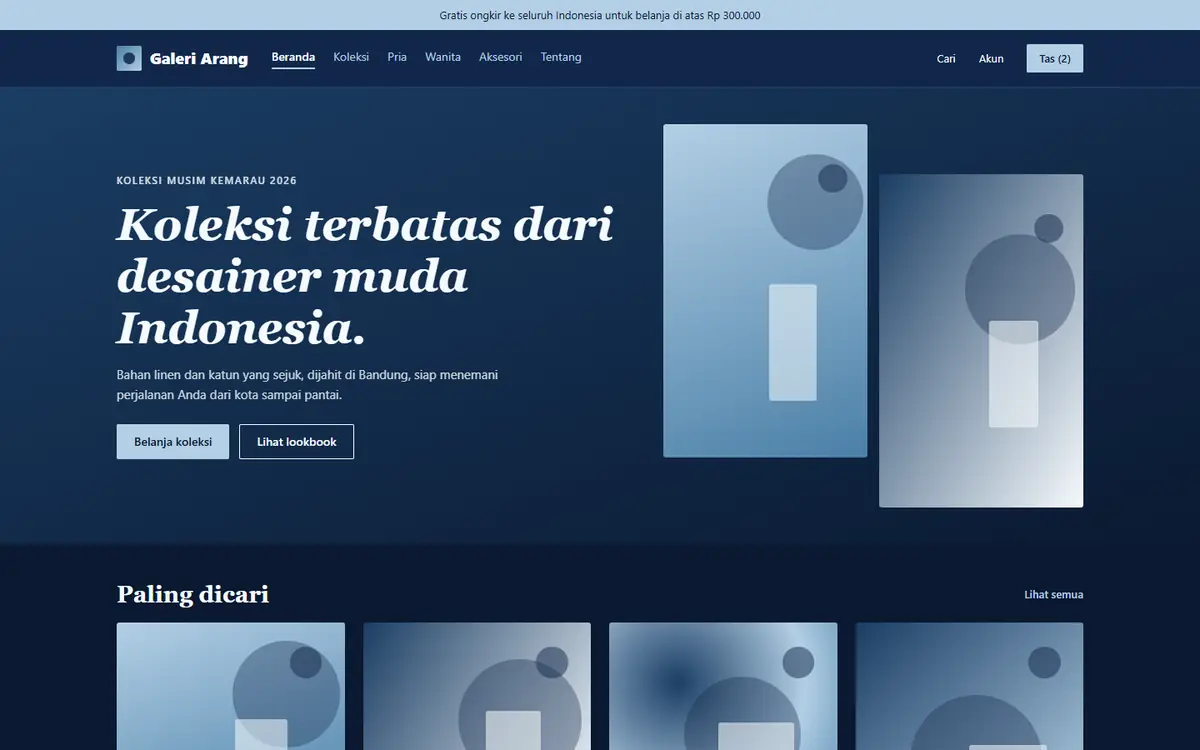 Gratis ongkir ke seluruh Indonesia untuk belanja di atas Rp 300.000
Galeri Arang
Beranda
Koleksi
Pria
Wanita
Aksesori
Tentang
Cari
Akun
Tas (2)
KOLEKSI MUSIM KEMARAU 2026
Koleksi terbatas dari
desainer muda
Indonesia.
Bahan linen dan katun yang sejuk, dijahit di Bandung, siap menemani
perjalanan Anda dari kota sampai pantai.
Belanja koleksi
Lihat lookbook
Paling dicari
Lihat semua